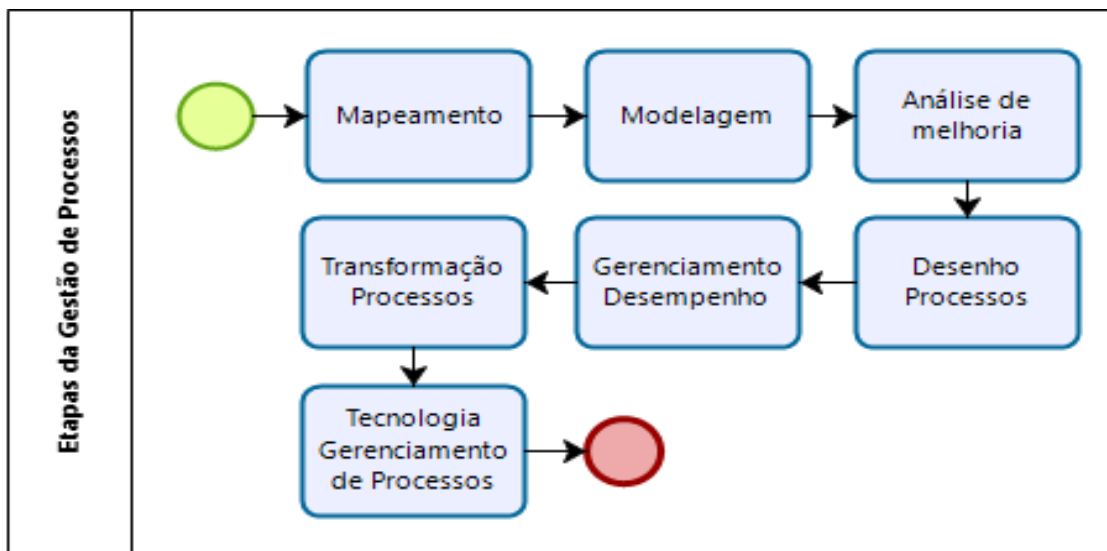 Etapas da Gestão de Processos
Mapeamento
Modelagem
Análise de
melhoria
Desenho
Processos
Gerenciamento
Desempenho
Transformação
Processos
Tecnologia
Gerenciamento
de Processos